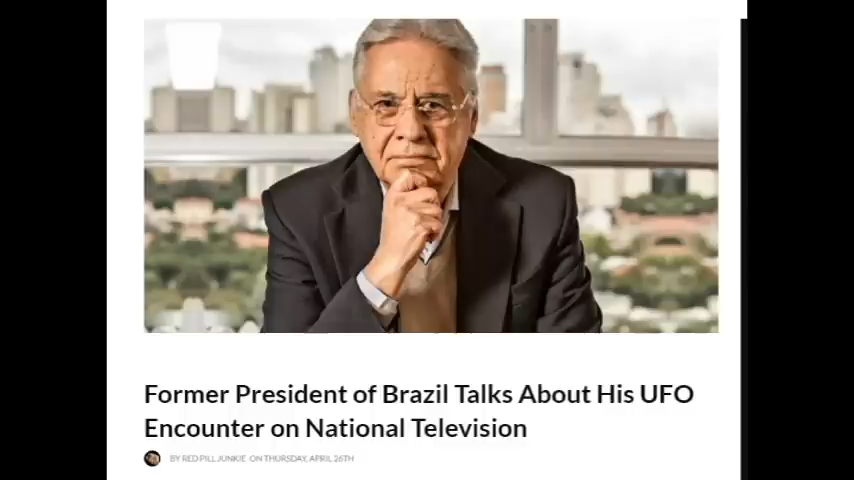 Former President of Brazil Talks About His UFO
Encounter on National Television
BY RED PILL JUNKIE ON THURSDAY, APRIL 26TH